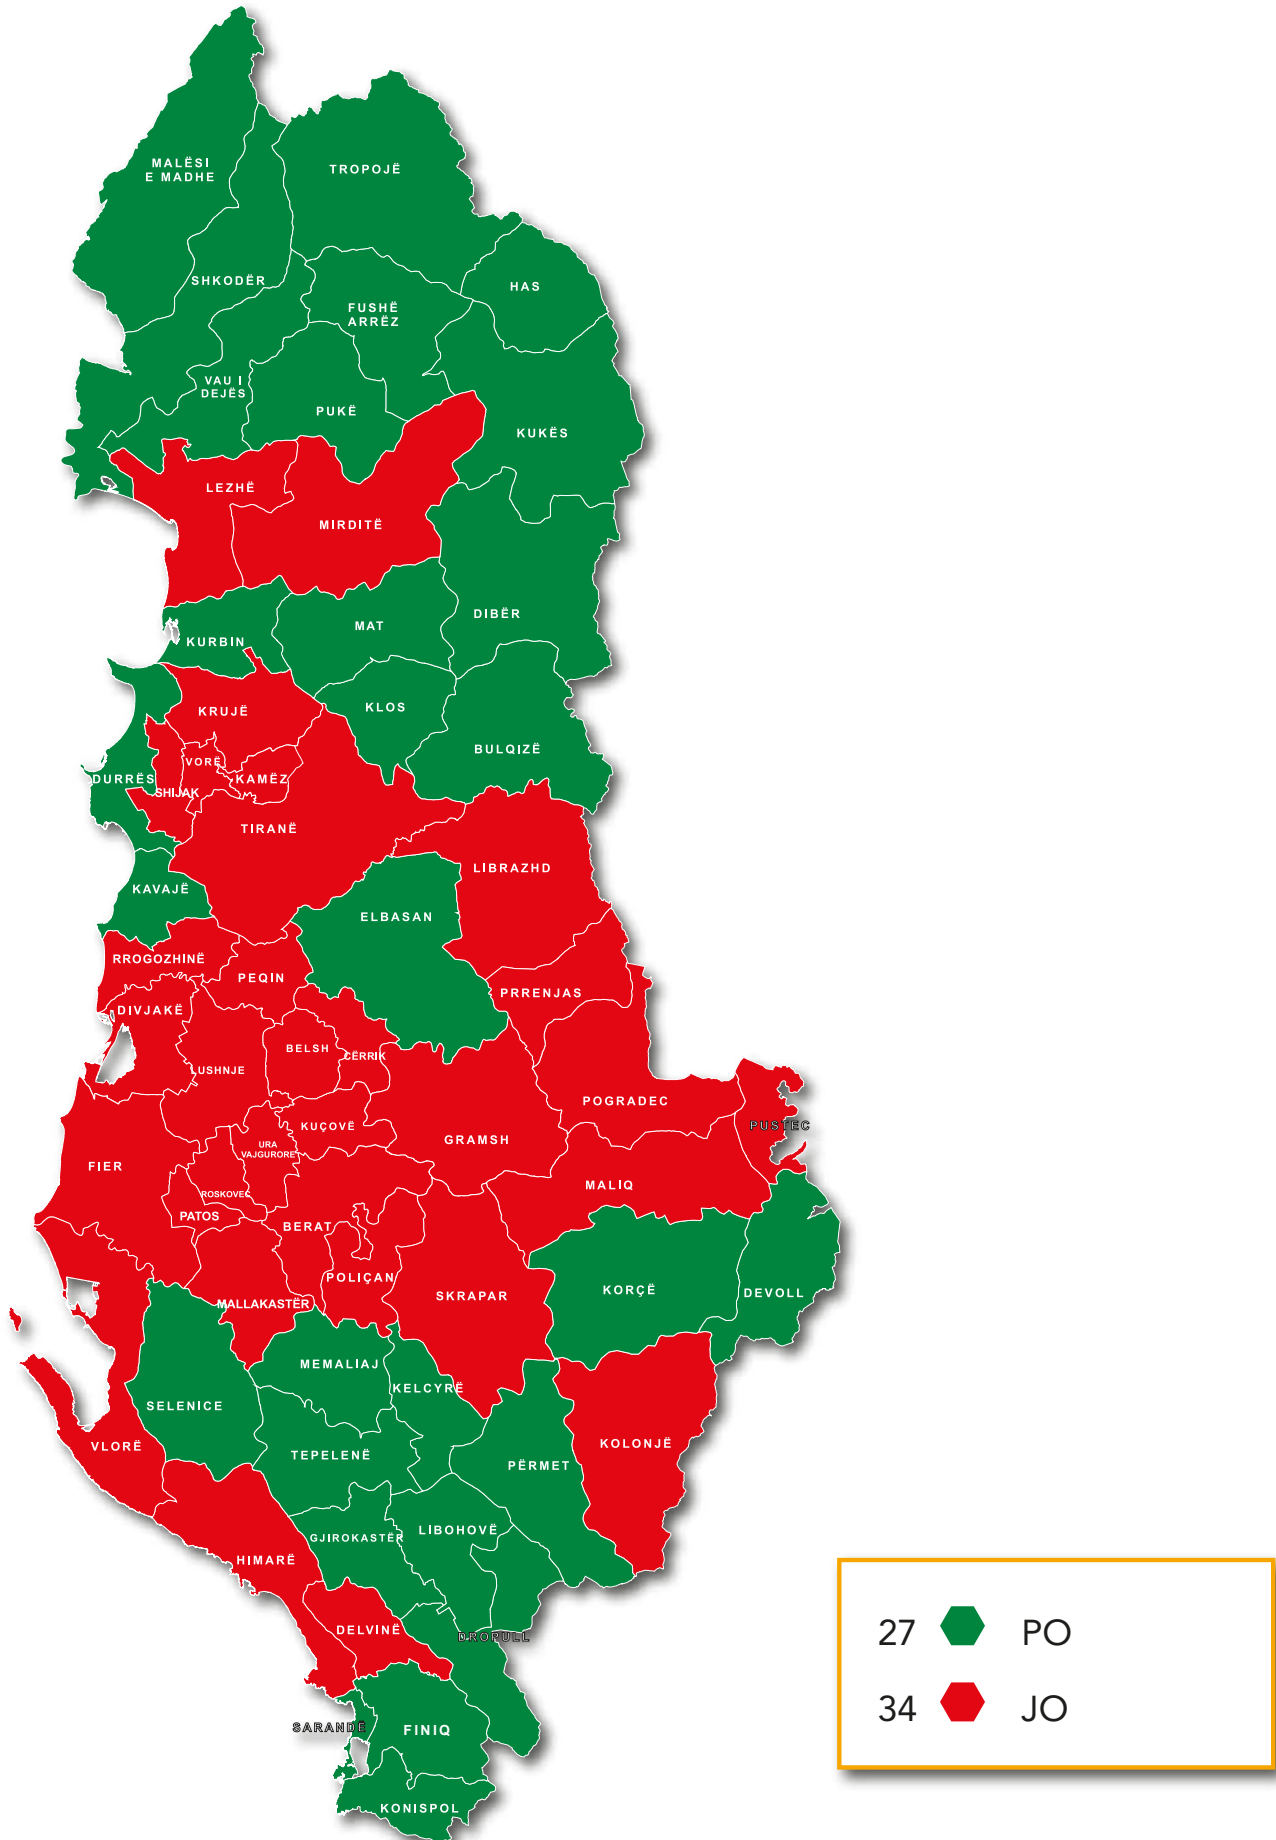 MALËSI
E MADHE
TROPOJË
SHKODËR
HAS
FUSHË
ARRËZ
VAU I
DEJËS
PUKË
KUKËS
LEZHË
MIRDITË
DIBËR
MAT
KURBIN
KLOS
KRUJË
BULQIZË
VORË
KAMËZ
DURRËS
SHIJAK
TIRANË
LIBRAZHD
KAVAJË
ELBASAN
RROGOZHINË
PEQIN
PRRENJAS
DIVJAKË
BELSH
CËRRIK
LUSHNJE
POGRADEC
PUSTEC
KUÇOVË
GRAMSH
URA
VAJGURORE
FIER
MALIQ
ROSKOVEC
PATOS
BERAT
POLIÇAN
SKRAPAR
KORÇË
DEVOLL
MALLAKASTËR
MEMALIAJ
KELCYRË
SELENICE
VLORË
TEPELENË
KOLONJË
PËRMET
GJIROKASTËR
LIBOHOVË
HIMARË
DELVINË
DROPULL
SARANDË
FINIQ
KONISPOL
27 PO
34 JO